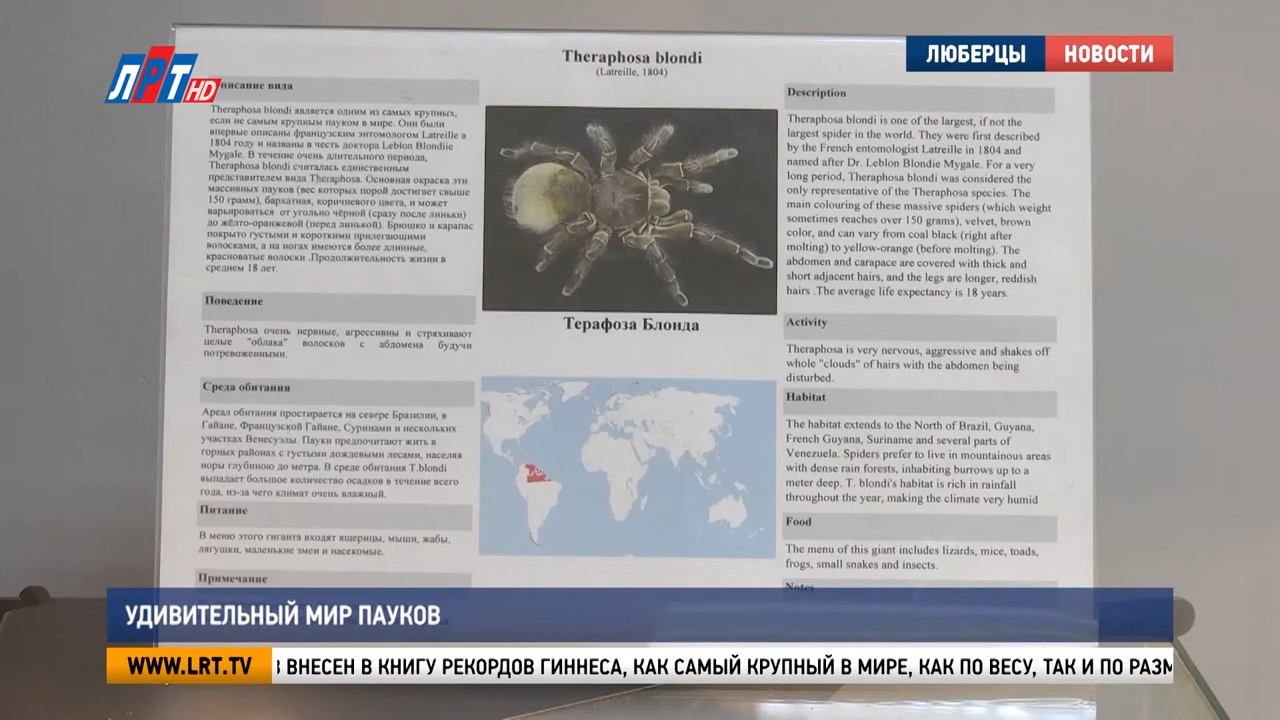 ЛРТ HD
ЛЮБЕРЦЫ НОВОСТИ
Theraphosa blondi
(Latreille, 1804)
писание вида
Theraphosa blondi является одним из самых крупных,
если не самым крупным пауком в мире. Они были
впервые описаны французским энтомологом Latreille в
1804 году и названы в честь доктора Leblon Blondiie
Mygale. В течение очень длительного периода,
Theraphosa blondi считалась единственным
представителем вида Theraphosa. Основная окраска эти
массивных пауков (вес которых порой достигает свыше
150 грамм), бархатная, коричневого цвета, и может
варьироваться от угольно чёрной (сразу после линьки)
до жёлто-оранжевой (перед линькой). Брюшко и карапас
покрыто густыми и короткими прилегающими
волосками, а на ногах имеются более длинные,
красноватые волоски .Продолжительность жизни в
среднем 18 лет.
Поведение
Theraphosa очень нервные, агрессивны и стряхивают
целые "облака" волосков с абдомена будучи
потревоженными.
Среда обитания
Ареал обитания простирается на севере Бразилии, в
Гайане, Французской Гайане, Суринами и нескольких
участках Венесуэлы. Пауки предпочитают жить в
горных районах с густыми дождевыми лесами, населяя
норы глубиною до метра. В среде обитания T.blondi
выпадает большое количество осадков в течение всего
года, из-за чего климат очень влажный.
Питание
В меню этого гиганта входят ящерицы, мыши, жабы,
лягушки, маленькие змеи и насекомые.
Примечание
Терафоза Блонда
Description
Theraphosa blondi is one of the largest, if not the
largest spider in the world. They were first described
by the French entomologist Latreille in 1804 and
named after Dr. Leblon Blondie Mygale. For a very
long period, Theraphosa blondi was considered the
only representative of the Theraphosa species. The
main colouring of these massive spiders (which weight
sometimes reaches over 150 grams), velvet, brown
color, and can vary from coal black (right after
molting) to yellow-orange (before molting). The
abdomen and carapace are covered with thick and
short adjacent hairs, and the legs are longer, reddish
hairs .The average life expectancy is 18 years.
Activity
Theraphosa is very nervous, aggressive and shakes off
whole "clouds" of hairs with the abdomen being
disturbed.
Habitat
The habitat extends to the North of Brazil, Guyana,
French Guyana, Suriname and several parts of
Venezuela. Spiders prefer to live in mountainous areas
with dense rain forests, inhabiting burrows up to a
meter deep. T. blondi's habitat is rich in rainfall
throughout the year, making the climate very humid
Food
The menu of this giant includes lizards, mice, toads,
frogs, small snakes and insects.
Notes
УДИВИТЕЛЬНЫЙ МИР ПАУКОВ
WWW.LRT.TV ВНЕСЕН В КНИГУ РЕКОРДОВ ГИННЕСА, КАК САМЫЙ КРУПНЫЙ В МИРЕ, КАК ПО ВЕСУ, ТАК И ПО РАЗМ